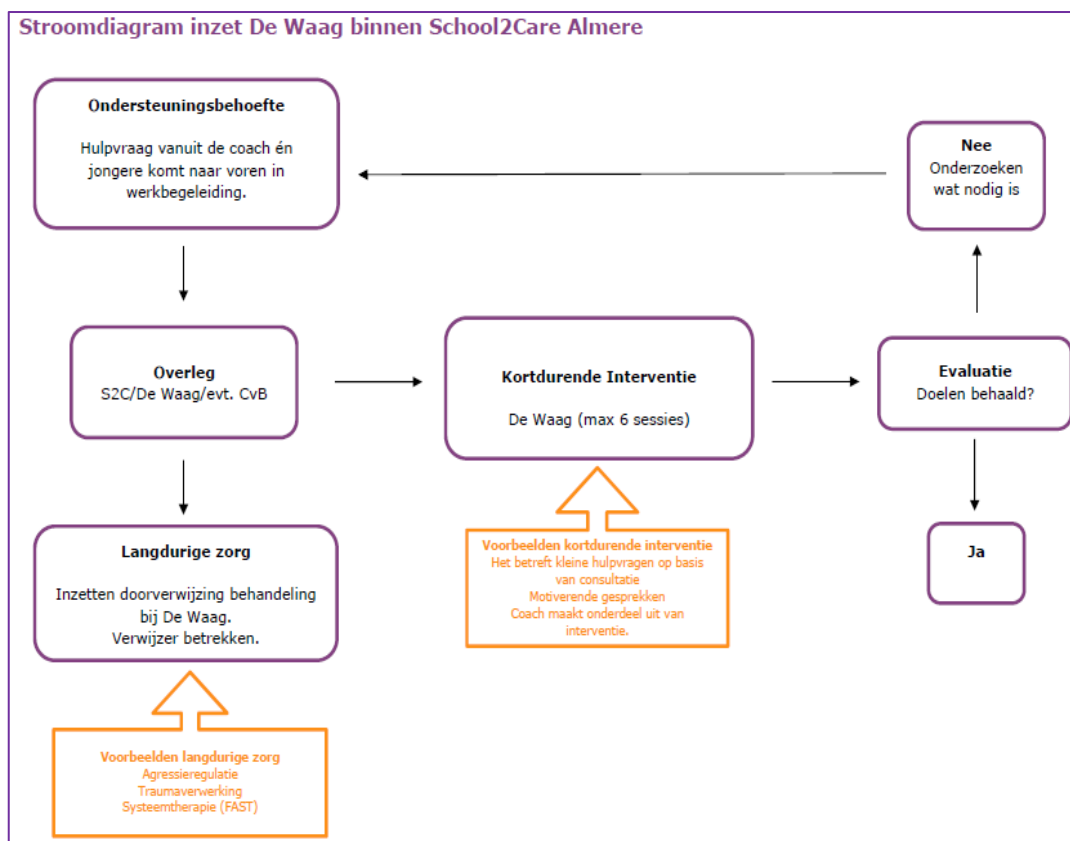 Stroomdiagram inzet De Waag binnen School2Care Almere
Ondersteuningsbehoefte
Hulpvraag vanuit de coach én
jongere komt naar voren in
werkbegeleiding.
Nee
Onderzoeken
wat nodig is
Overleg
S2C/De Waag/evt. CvB
Kortdurende Interventie
De Waag (max 6 sessies)
Evaluatie
Doelen behaald?
Langdurige zorg
Inzetten doorverwijzing behandeling
bij De Waag.
Verwijzer betrekken.
Voorbeelden kortdurende interventie
Het betreft kleine hulpvragen op basis
van consultatie
Motiverende gesprekken
Coach maakt onderdeel uit van
interventie.
Ja
Voorbeelden langdurige zorg
Agressieregulatie
Traumaverwerking
Systeemtherapie (FAST)